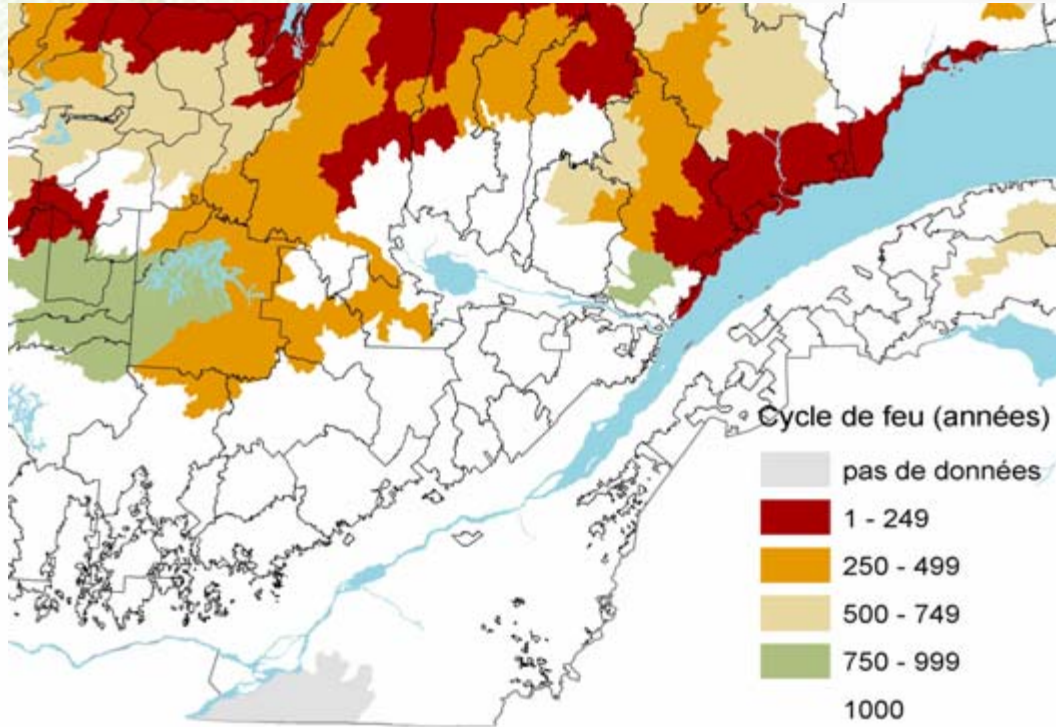 Cycle de feu (années)
pas de données
1 - 249
250 - 499
500 - 749
750 - 999
1000